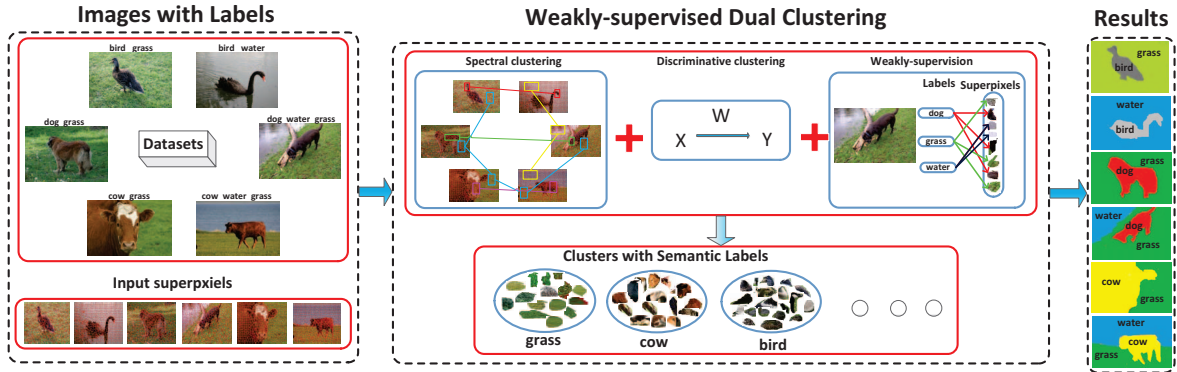 Images with Labels
bird grass
bird water
dog grass
Datasets
dog water grass
cow grass
cow water grass
Input superpxiels
Weakly-supervised Dual Clustering
Spectral clustering
Discriminative clustering
Weakly-supervision
W
X
Y
Labels
Superpixels
dog
grass
water
Clusters with Semantic Labels
grass
cow
bird
Results
grass
bird
water
bird
grass
dog
water
dog
grass
cow
grass
water
cow
grass